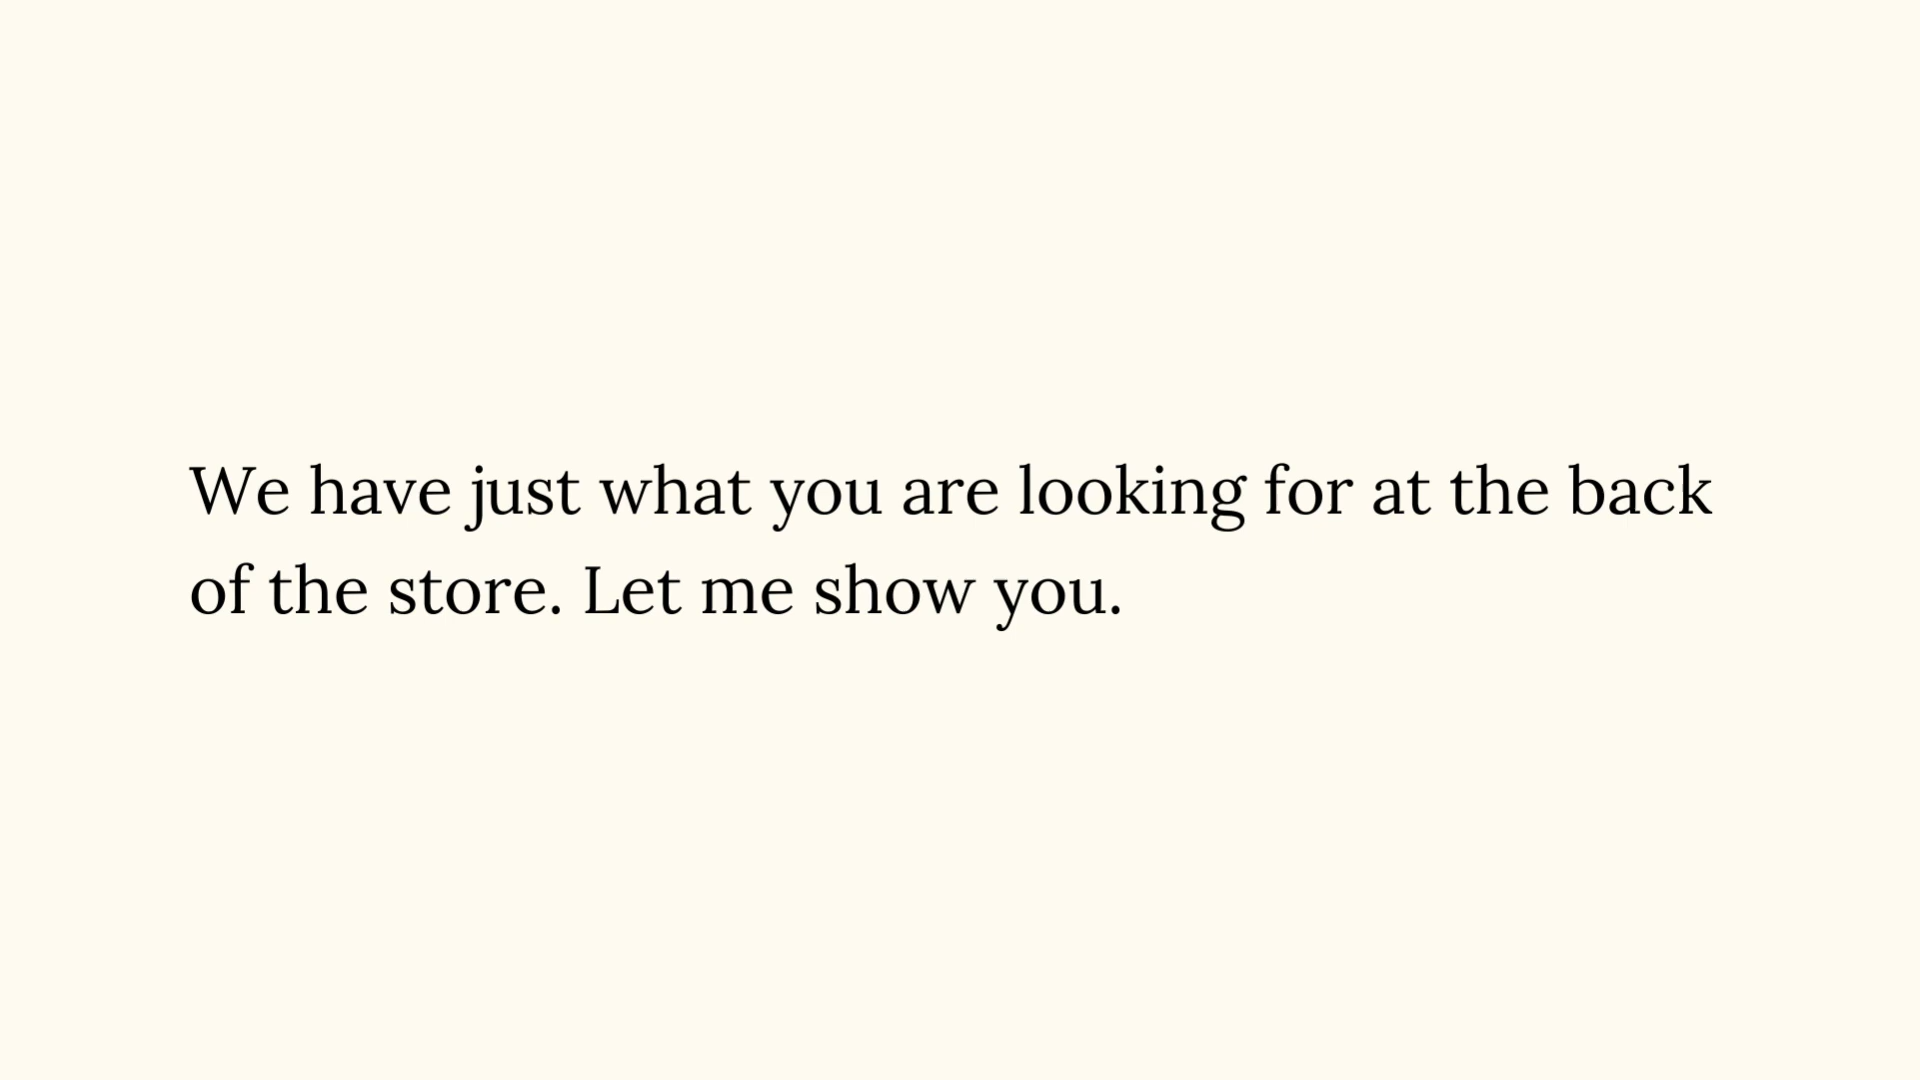 We have just what you are looking for at the back
of the store. Let me show you.